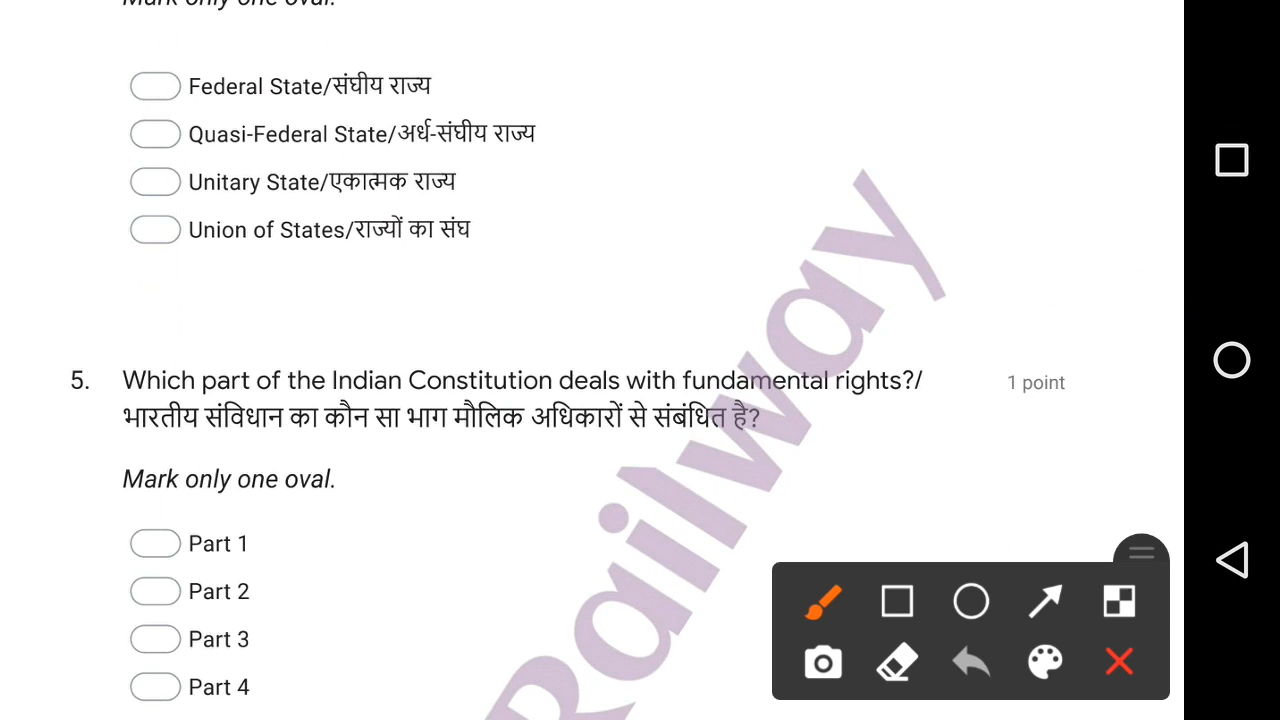 Mark only one oval.
Federal State/संघीय राज्य
Quasi-Federal State/अर्ध-संघीय राज्य
Unitary State/एकात्मक राज्य
Union of States/राज्यों का संघ
5. Which part of the Indian Constitution deals with fundamental rights?/ 1 point
भारतीय संविधान का कौन सा भाग मौलिक अधिकारों से संबंधित है?
Mark only one oval.
Part 1
Part 2
Part 3
Part 4
Railway